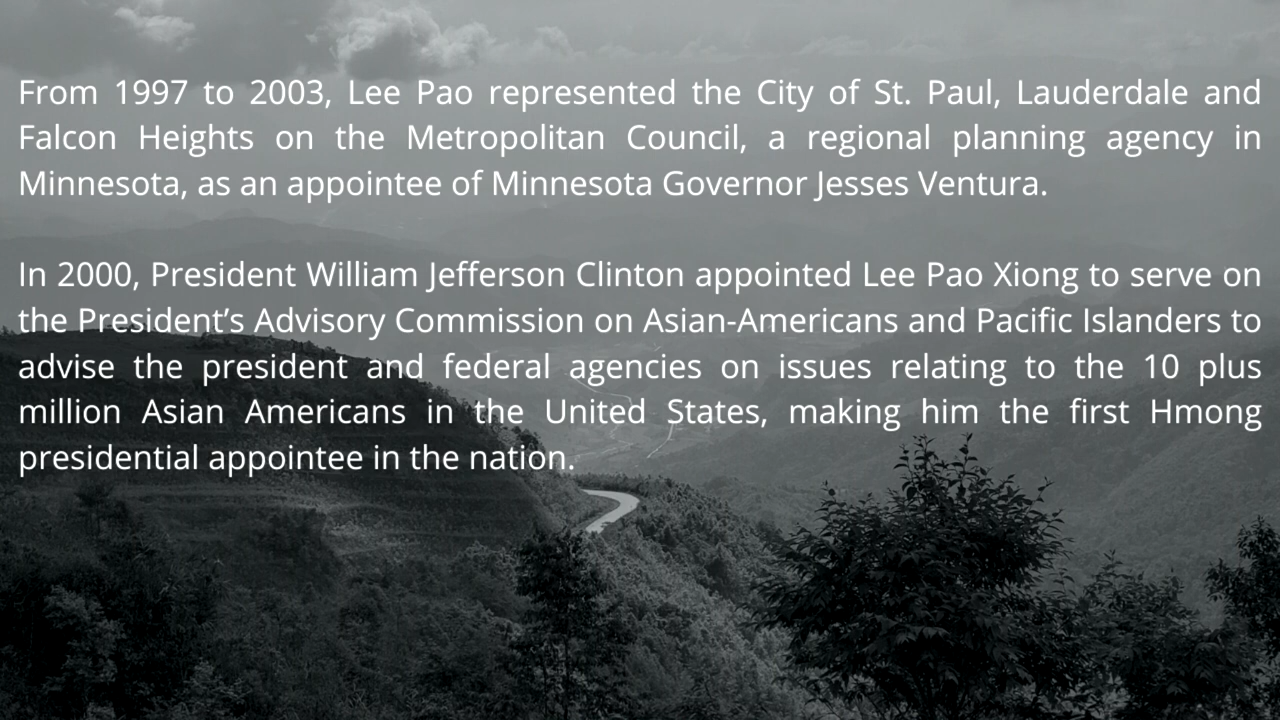 From 1997 to 2003, Lee Pao represented the City of St. Paul, Lauderdale and
Falcon Heights on the Metropolitan Council, a regional planning agency in
Minnesota, as an appointee of Minnesota Governor Jesses Ventura.
In 2000, President William Jefferson Clinton appointed Lee Pao Xiong to serve on
the President’s Advisory Commission on Asian-Americans and Pacific Islanders to
advise the president and federal agencies on issues relating to the 10 plus
million Asian Americans in the United States, making him the first Hmong
presidential appointee in the nation.